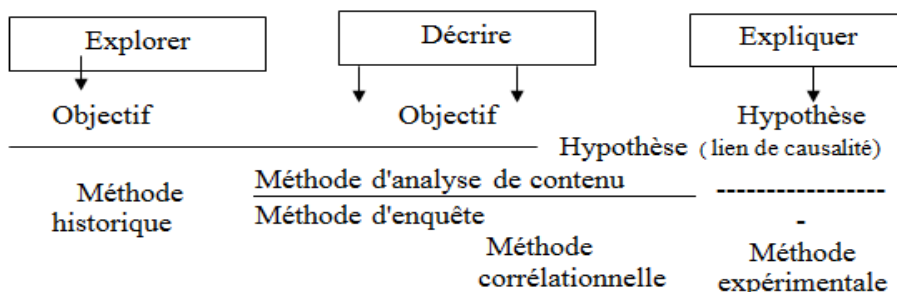 Explorer
Décrire
Expliquer
Objectif
Objectif
Hypothèse
Hypothèse ( lien de causalité)
Méthode
historique
Méthode d'analyse de contenu
Méthode d'enquête
Méthode
corrélationnelle
-----------------
-
Méthode
expérimentale